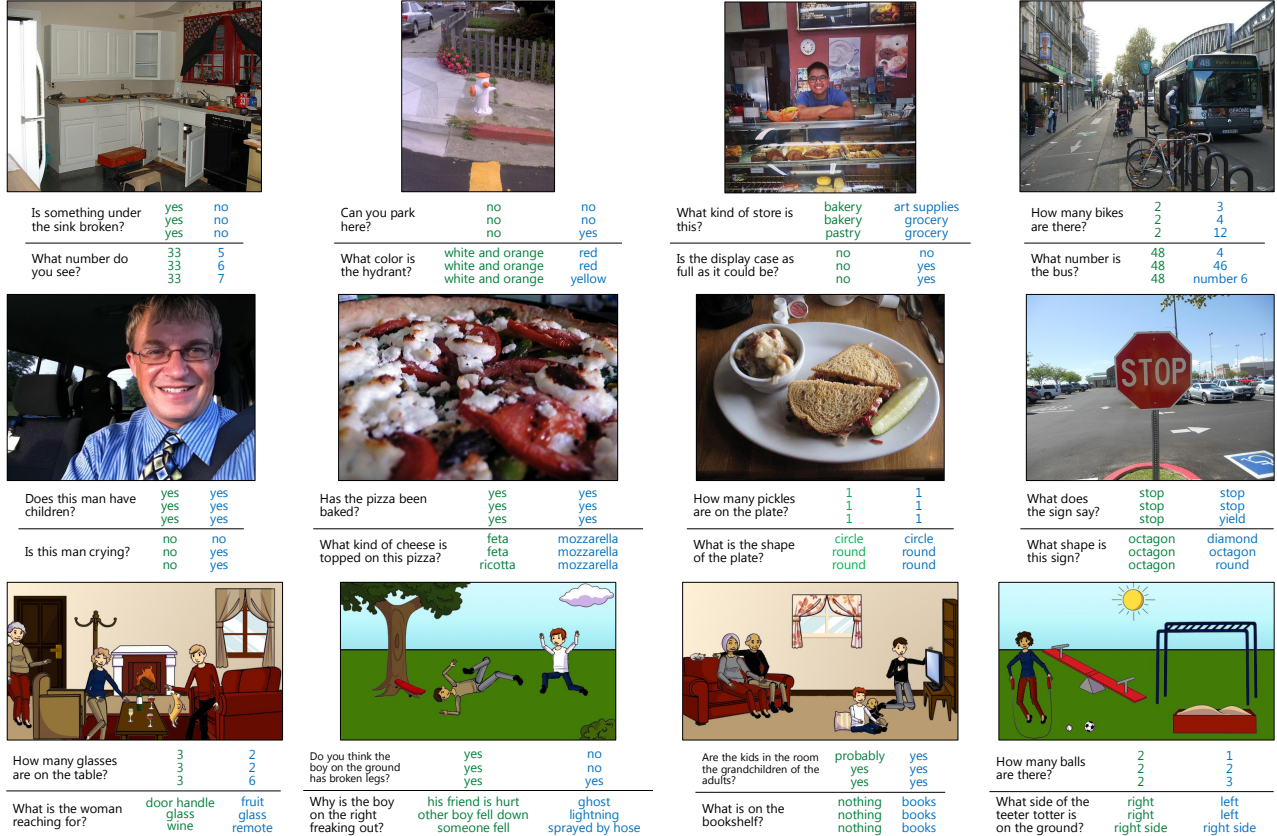 48
STOP
Is something under
the sink broken?
yes no
yes no
yes no
What number do
you see?
33 5
33 6
33 7
Can you park
here?
no no
no no
no yes
What color is
the hydrant?
white and orange red
white and orange red
white and orange yellow
What kind of store is
this?
bakery art supplies
bakery grocery
pastry grocery
Is the display case as
full as it could be?
no no
no yes
no yes
How many bikes
are there?
2 3
2 4
2 12
What number is
the bus?
48 4
48 46
48 number 6
Does this man have
children?
yes yes
yes yes
yes yes
Is this man crying?
no no
no yes
no yes
Has the pizza been
baked?
yes yes
yes yes
yes yes
What kind of cheese is
topped on this pizza?
feta mozzarella
feta mozzarella
ricotta mozzarella
How many pickles
are on the plate?
1 1
1 1
1 1
What is the shape
of the plate?
circle circle
round round
round round
What does
the sign say?
stop stop
stop stop
stop yield
What shape is
this sign?
octagon diamond
octagon octagon
octagon round
How many glasses
are on the table?
3 2
3 2
3 6
What is the woman
reaching for?
door handle fruit
glass glass
wine remote
Do you think the
boy on the ground
has broken legs?
yes no
yes no
yes yes
Why is the boy
on the right
freaking out?
his friend is hurt ghost
other boy fell down lightning
someone fell sprayed by hose
Are the kids in the room
the grandchildren of the
adults?
probably yes
yes yes
yes yes
What is on the
bookshelf?
nothing books
nothing books
nothing books
How many balls
are there?
2 1
2 2
2 3
What side of the
teeter totter is
on the ground?
right left
right left
right side right side